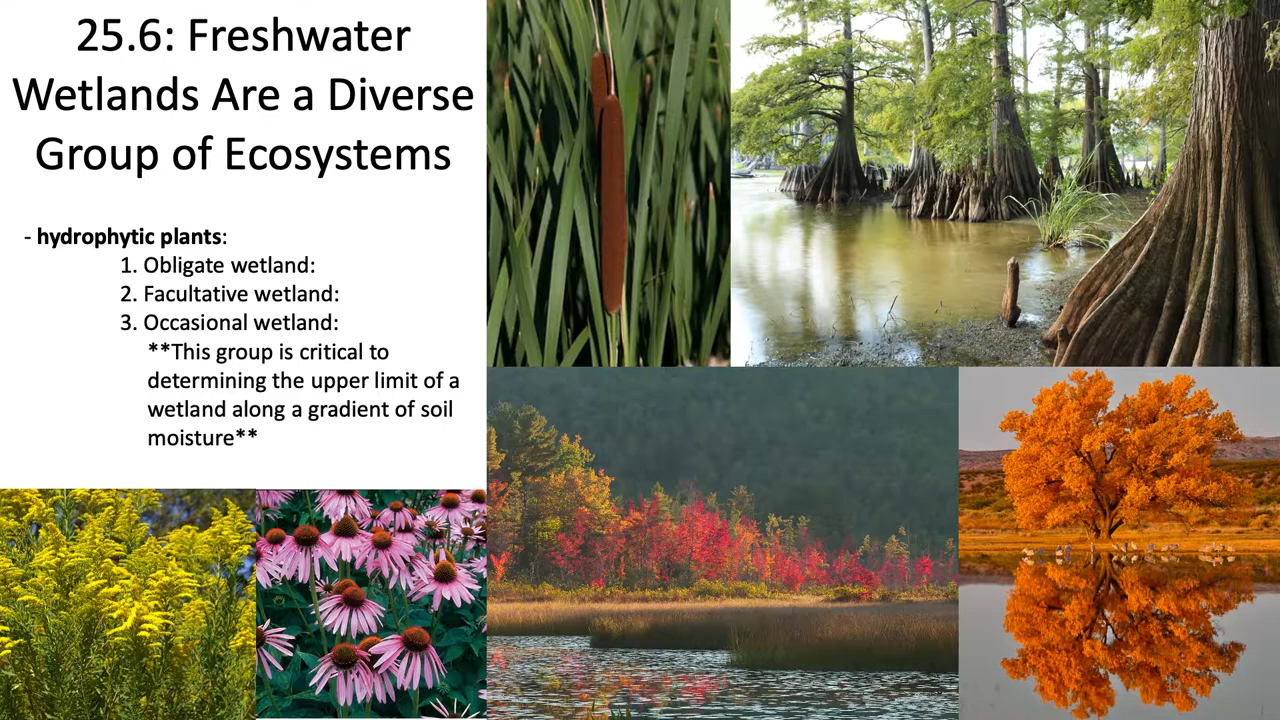 25.6: Freshwater
Wetlands Are a Diverse
Group of Ecosystems
- hydrophytic plants:
1. Obligate wetland:
2. Facultative wetland:
3. Occasional wetland:
**This group is critical to
determining the upper limit of a
wetland along a gradient of soil
moisture**